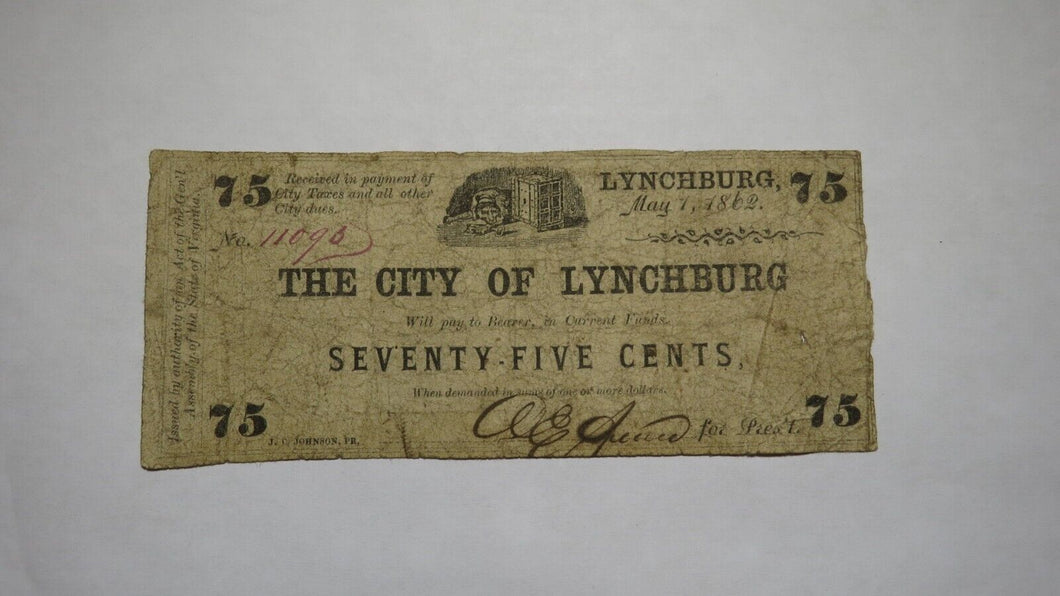 Issued by authority of an Act of the Gen'l
Assembly of the State of Virginia.
75
Received in payment of
City Taxes and all other
City dues.
LYNCHBURG,
May 1, 1862.
75
No. 11093
THE CITY OF LYNCHBURG
Will pay to Bearer, in Current Funds,
SEVENTY-FIVE CENTS,
When demanded in sums of one or more dollars.
75
J. C. JOHNSON, PR.
for Pres't.
75